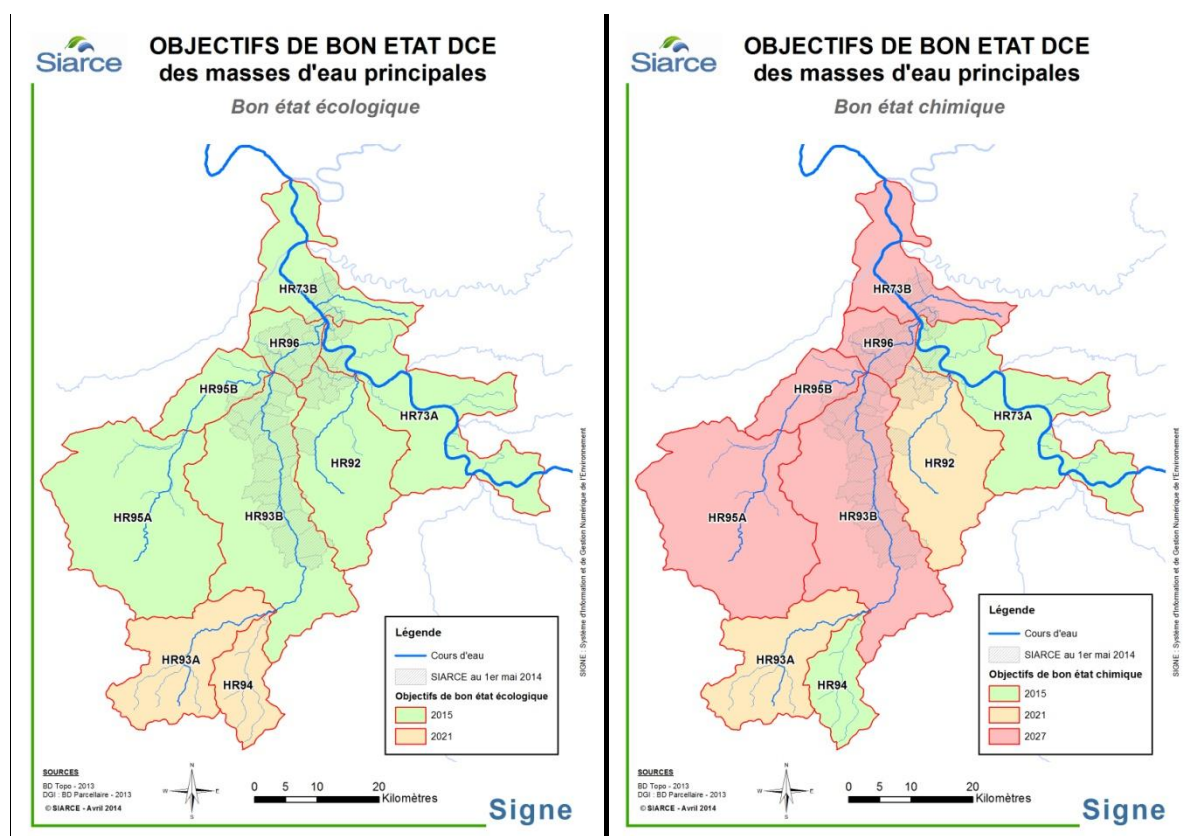 Siarce
OBJECTIFS DE BON ETAT DCE
des masses d'eau principales
Bon état écologique
HR73B
HR96
HR95B
HR73A
HR92
HR95A
HR93B
HR93A
HR94
SIGNE : Système d'Information et de Gestion Numérique de l'Environnement
Légende
Cours d'eau
SIARCE au 1er mai 2014
Objectifs de bon état écologique
2015
2021
SOURCES
BD Topo - 2013
DGI : BD Parcellaire - 2013
© SIARCE - Avril 2014
N
W
E
S
0 5 10 20
Kilomètres
Signe
Siarce
OBJECTIFS DE BON ETAT DCE
des masses d'eau principales
Bon état chimique
HR73B
HR96
HR95B
HR73A
HR92
HR95A
HR93B
HR93A
HR94
SIGNE : Système d'Information et de Gestion Numérique de l'Environnement
Légende
Cours d'eau
SIARCE au 1er mai 2014
Objectifs de bon état chimique
2015
2021
2027
SOURCES
BD Topo - 2013
DGI : BD Parcellaire - 2013
© SIARCE - Avril 2014
N
W
E
S
0 5 10 20
Kilomètres
Signe